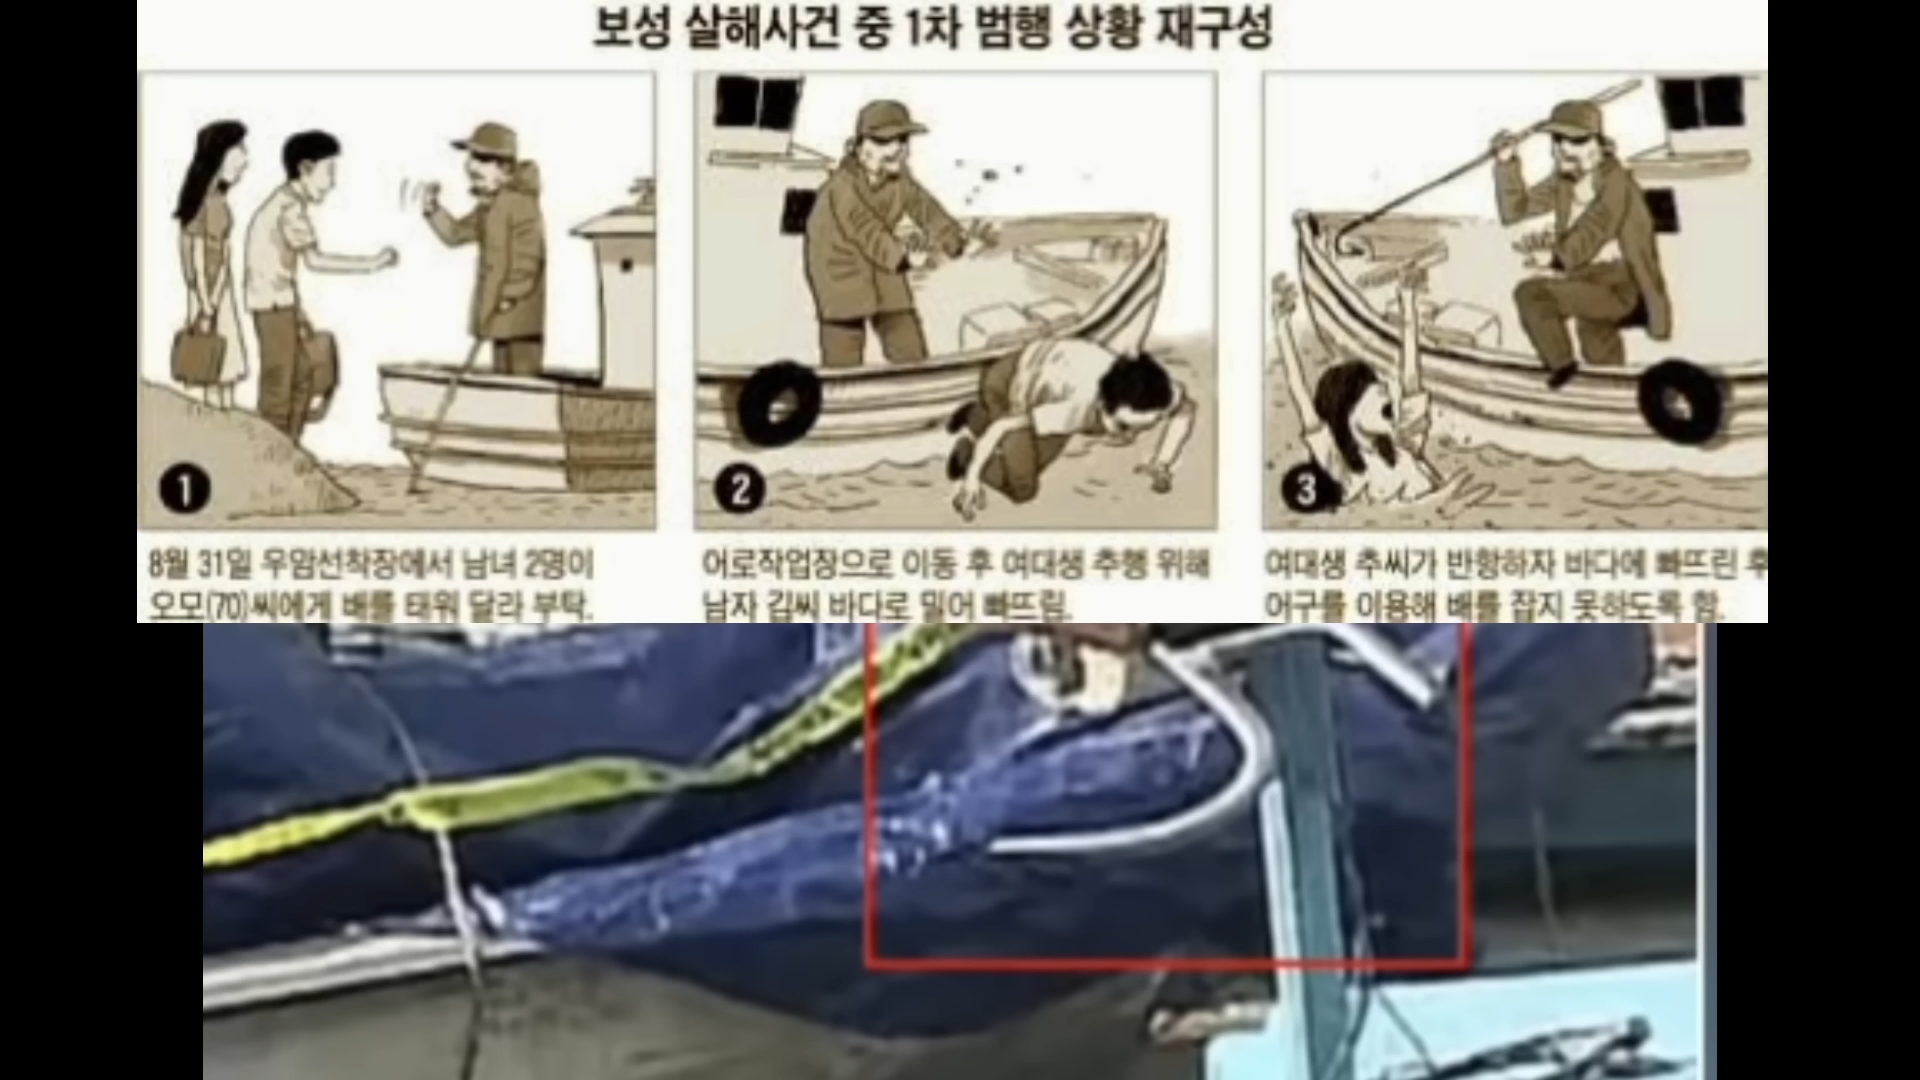 보성 살해사건 중 1차 범행 상황 재구성
1
8월 31일 우암선착장에서 남녀 2명이
오모(70)씨에게 배를 태워 달라 부탁.
2
어로작업장으로 이동 후 여대생 추행 위해
남자 김씨 바다로 밀어 빠뜨림.
3
여대생 추씨가 반항하자 바다에 빠뜨린 후
어구를 이용해 배를 잡지 못하도록 함.